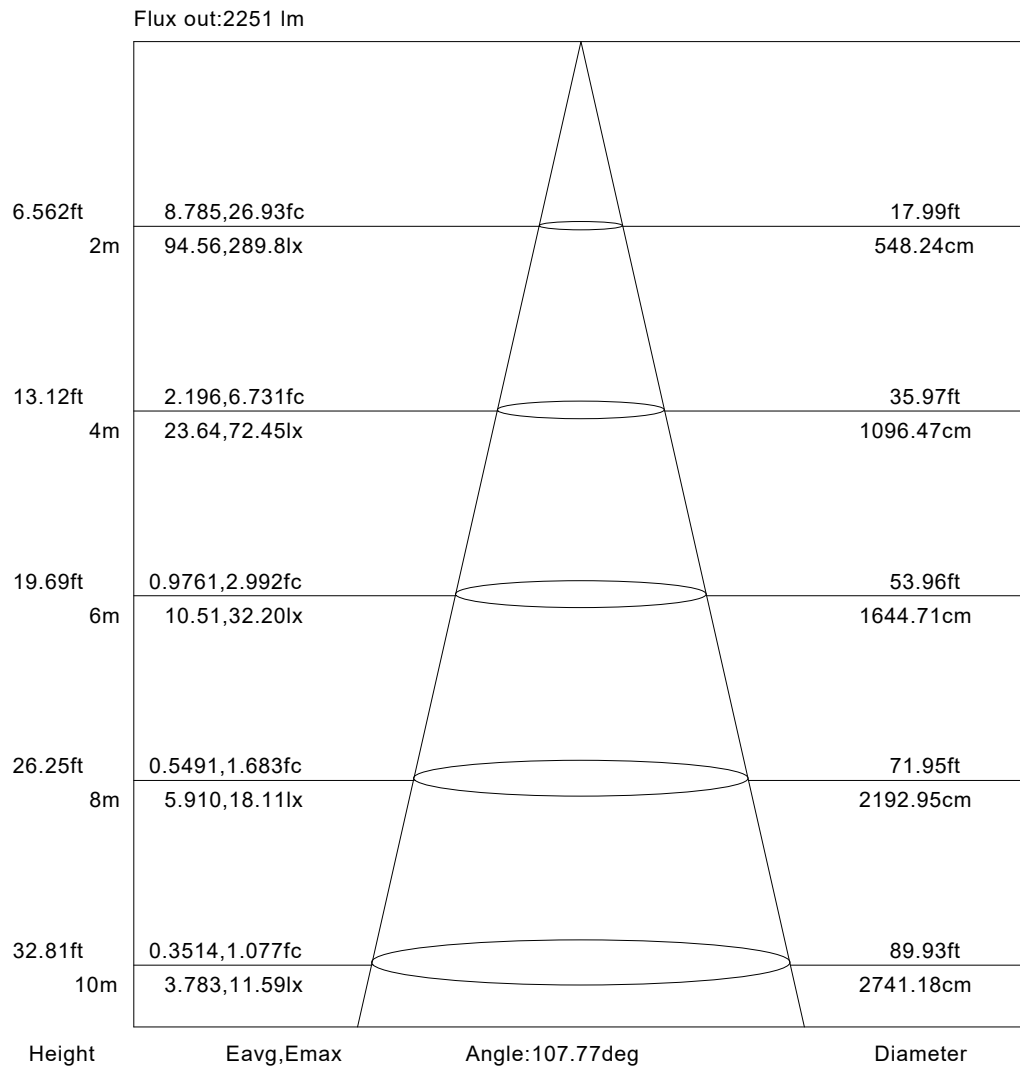 Flux out:2251 lm
6.562ft 8.785,26.93fc 17.99ft
2m 94.56,289.8lx 548.24cm
13.12ft 2.196,6.731fc 35.97ft
4m 23.64,72.45lx 1096.47cm
19.69ft 0.9761,2.992fc 53.96ft
6m 10.51,32.20lx 1644.71cm
26.25ft 0.5491,1.683fc 71.95ft
8m 5.910,18.11lx 2192.95cm
32.81ft 0.3514,1.077fc 89.93ft
10m 3.783,11.59lx 2741.18cm
Height Eavg,Emax Angle:107.77deg Diameter